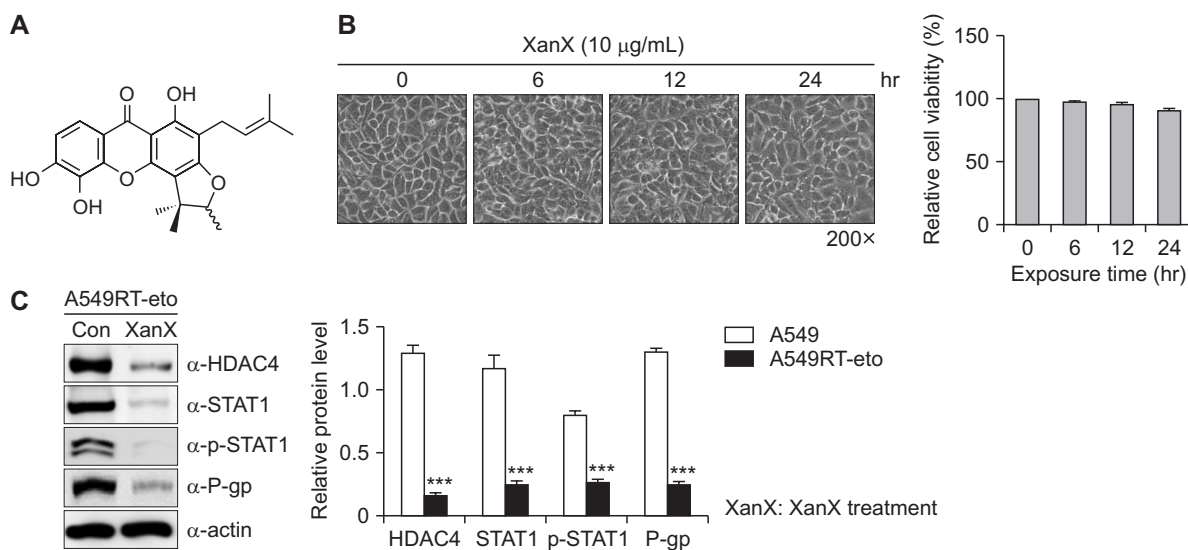 A
O
OH
HO
OH
O
O
B
XanX (10 μg/mL)
0 6 12 24 hr
200×
Relative cell viabitity (%)
150
100
50
0
0 6 12 24
Exposure time (hr)
C
A549RT-eto
Con XanX
α-HDAC4
α-STAT1
α-p-STAT1
α-P-gp
α-actin
Relative protein level
1.5
1.0
0.5
0
*** *** *** ***
HDAC4 STAT1 p-STAT1 P-gp
A549
A549RT-eto
XanX: XanX treatment